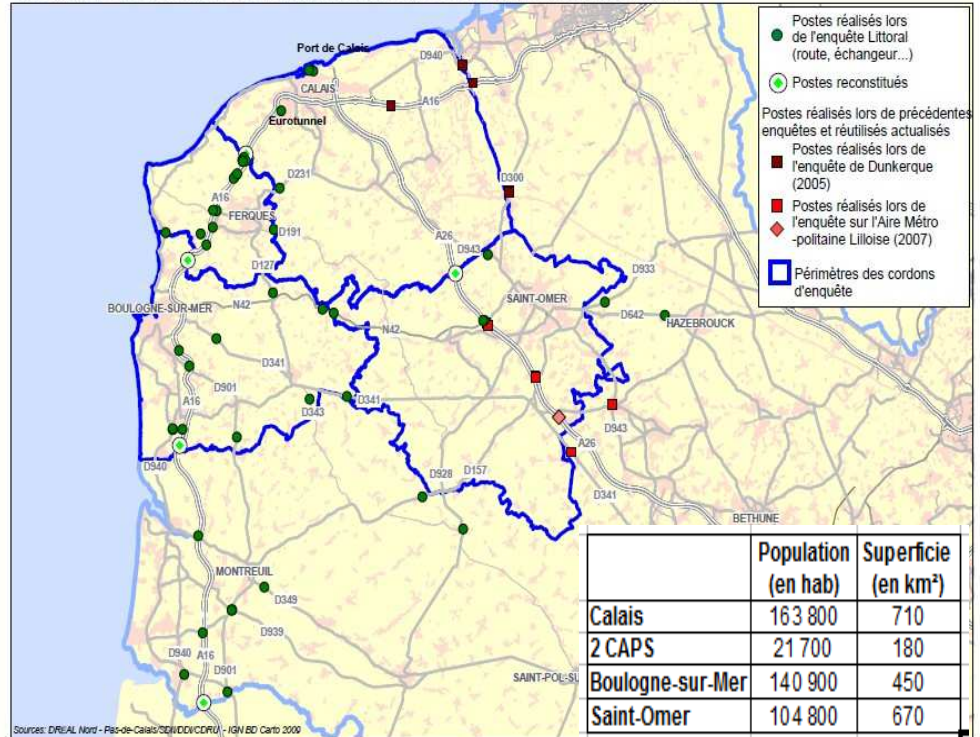 Postes réalisés lors
de l'enquête Littoral
(route, échangeur...)
Postes reconstitués
Postes réalisés lors de précédentes
enquêtes et réutilisés actualisés
Postes réalisés lors de
l'enquête de Dunkerque
(2005)
Postes réalisés lors de
l'enquête sur l'Aire Métro
-politaine Lilloise (2007)
Périmètres des cordons
d'enquête
Port de Calais
D940
CALAIS
A16
Eurotunnel
D231
D300
A16
FERQUES
D191
A26
D943
D127
D933
BOULOGNE-SUR-MER
N42
SAINT-OMER
D642
HAZEBROUCK
N42
D341
D901
A16
D343
D341
D943
A26
D940
D928
D157
D341
BETHUNE
MONTREUIL
D349
D939
D940
A16
D901
SAINT-POL-SU
Population
(en hab)
Superficie
(en km²)
Calais 163 800 710
2 CAPS 21 700 180
Boulogne-sur-Mer 140 900 450
Saint-Omer 104 800 670
Sources: DREAL Nord - Pas-de-Calais/SDI/DDI/CDRU - IGN BD Carto 2009